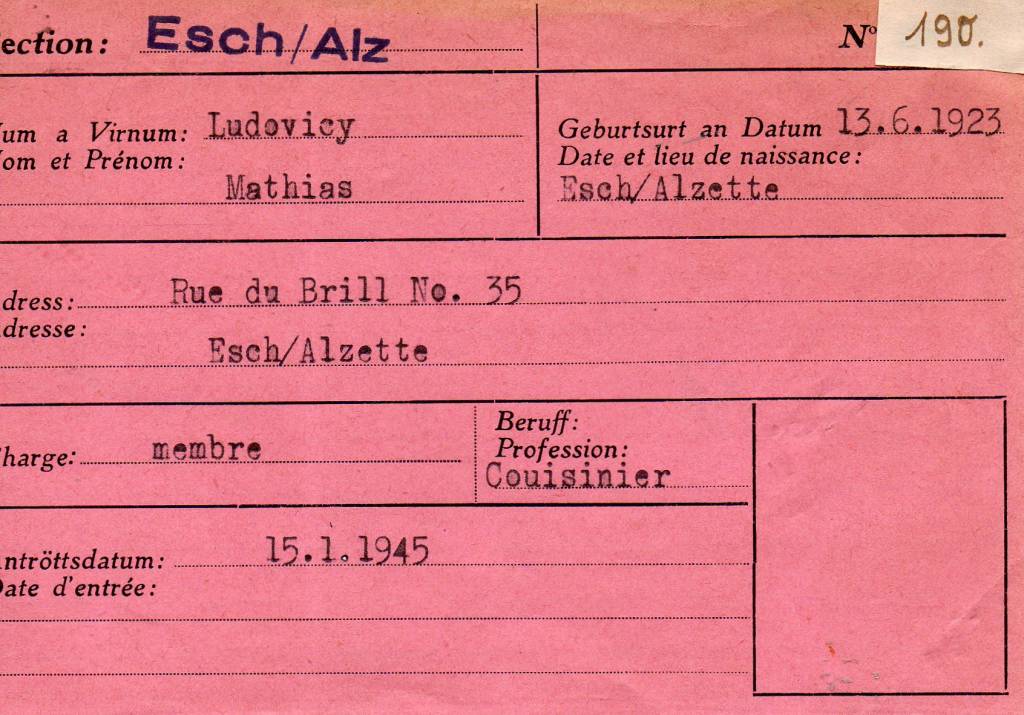 ection: Esch/Alz
N° 190.
um a Virnum: Ludovicy
om et Prénom:
Mathias
Geburtsurt an Datum 13.6.1923
Date et lieu de naissance:
Esch/Alzette
dress: Rue du Brill No. 35
dresse:
Esch/Alzette
harge: membre
Beruff:
Profession:
Couisinier
ntröttsdatum: 15.1.1945
ate d'entrée: